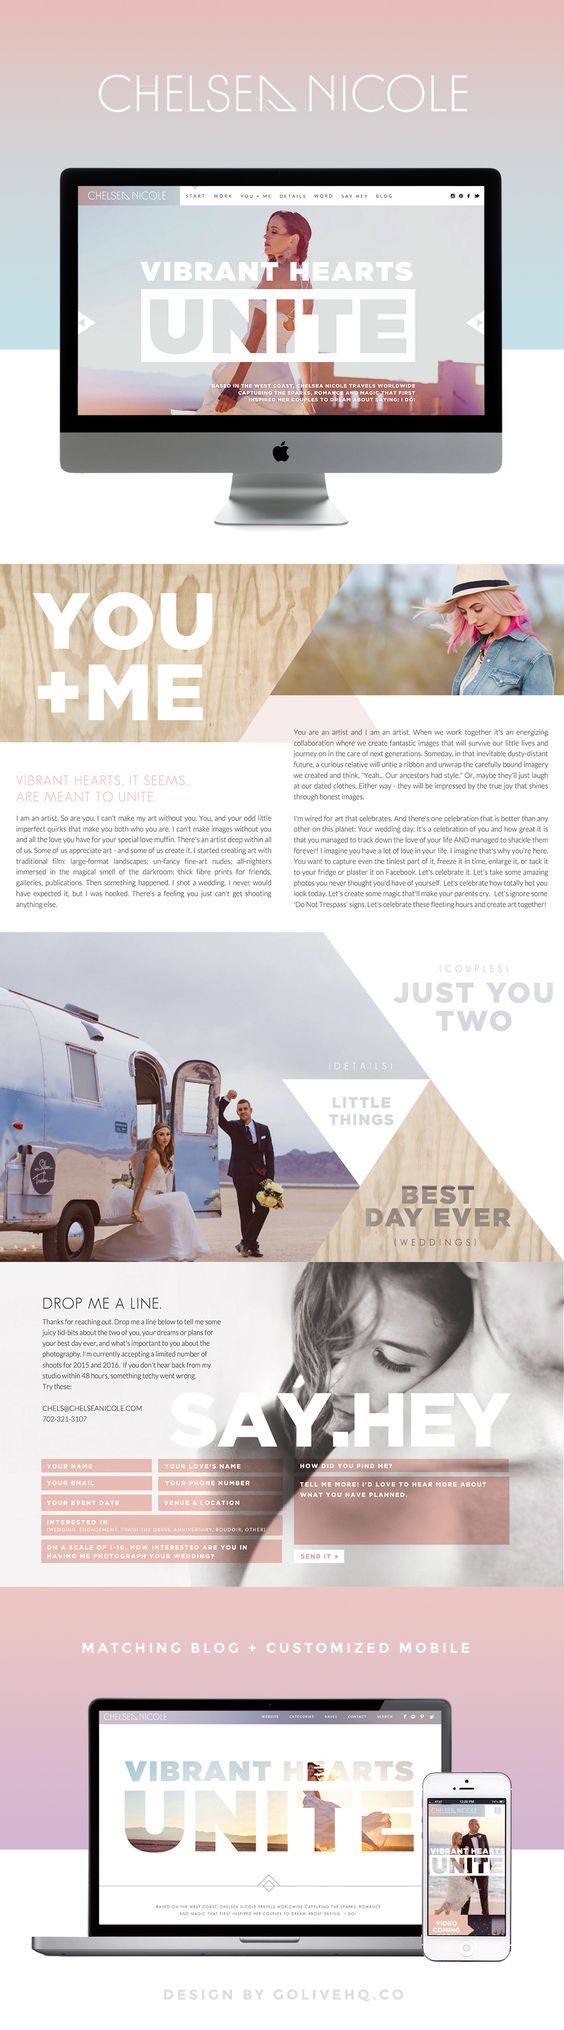 CHELSEA NICOLE
CHELSEA NICOLE START WORK YOU + ME DETAILS WORD SAY HEY BLOG
VIBRANT HEARTS
UNITE
BASED IN THE WEST COAST, CHELSEA NICOLE TRAVELS WORLDWIDE
CAPTURING THE SPARKS, ROMANCE AND MAGIC THAT FIRST
INSPIRED HER COUPLES TO DREAM ABOUT SAYING: I DO!
YOU
+ME
VIBRANT HEARTS, IT SEEMS,
ARE MEANT TO UNITE.
I am an artist. So are you. I can't make my art without you. You, and your odd little
imperfect quirks that make you both who you are. I can't make images without you
and all the love you have for your special love muffin. There's an artist deep within all
of us. Some of us appreciate art - and some of us create it. I started creating art with
traditional film: large-format landscapes; un-fancy fine-art nudes; all-nighters
immersed in the magical smell of the darkroom; thick fibre prints for friends,
galleries, publications. Then something happened. I shot a wedding. I never would
have expected it, but I was hooked. There's a feeling you just can't get shooting
anything else.
You are an artist and I am an artist. When we work together it's an energizing
collaboration where we create fantastic images that will survive our little lives and
journey on in the care of next generations. Someday, in that inevitable dusty-distant
future, a curious relative will untie a ribbon and unwrap the carefully bound imagery
we created and think, "Yeah... Our ancestors had style." Or, maybe they'll just laugh
at our dated clothes. Either way - they will be impressed by the true joy that shines
through honest images.
I'm wired for art that celebrates. And there's one celebration that is better than any
other on this planet: Your wedding day. It's a celebration of you and how great it is
that you managed to track down the love of your life AND managed to shackle them
forever! I imagine you have a lot of love in your life. I imagine that's why you're here.
You want to capture even the tiniest part of it, freeze it in time, enlarge it, or tack it
to your fridge or plaster it on Facebook. Let's celebrate it. Let's take some amazing
photos you never thought you'd have of yourself. Let's celebrate how totally hot you
look today. Let's create some magic that'll make your parents cry. Let's ignore some
'Do Not Trespass' signs. Let's celebrate these fleeting hours and create art together!
(COUPLES)
JUST YOU
TWO
(DETAILS)
LITTLE
THINGS
BEST
DAY EVER
(WEDDINGS)
DROP ME A LINE.
Thanks for reaching out. Drop me a line below to tell me some
juicy tid-bits about the two of you, your dreams or plans for
your best day ever, and what's important to you about the
photography. I'm currently accepting a limited number of
shoots for 2015 and 2016. If you don't hear back from my
studio within 48 hours, something techy went wrong.
Try these:
CHELS@CHELSEANICOLE.COM
702-321-3107
SAY.HEY
YOUR NAME YOUR LOVE'S NAME
YOUR EMAIL YOUR PHONE NUMBER
YOUR EVENT DATE VENUE & LOCATION
INTERESTED IN
(WEDDING, ENGAGEMENT, TRASH THE DRESS, ANNIVERSARY, BOUDOIR, OTHER)
ON A SCALE OF 1-10, HOW INTERESTED ARE YOU IN
HAVING ME PHOTOGRAPH YOUR WEDDING?
HOW DID YOU FIND ME?
TELL ME MORE! I'D LOVE TO HEAR MORE ABOUT
WHAT YOU HAVE PLANNED.
SEND IT
MATCHING BLOG + CUSTOMIZED MOBILE
CHELSEA NICOLE WEBSITE CATEGORIES RAVES CONTACT SEARCH
VIBRANT HEARTS
UNITE
BASED IN THE WEST COAST, CHELSEA NICOLE TRAVELS WORLDWIDE CAPTURING THE SPARKS, ROMANCE
AND MAGIC THAT FIRST INSPIRED HER COUPLES TO DREAM ABOUT SAYING: I DO!
AT&T 12:20 PM
CHELSEA NICOLE
VIBRANT HEARTS
UNITE
VIDEO
COMING
DESIGN BY GOLIVEHQ.CO